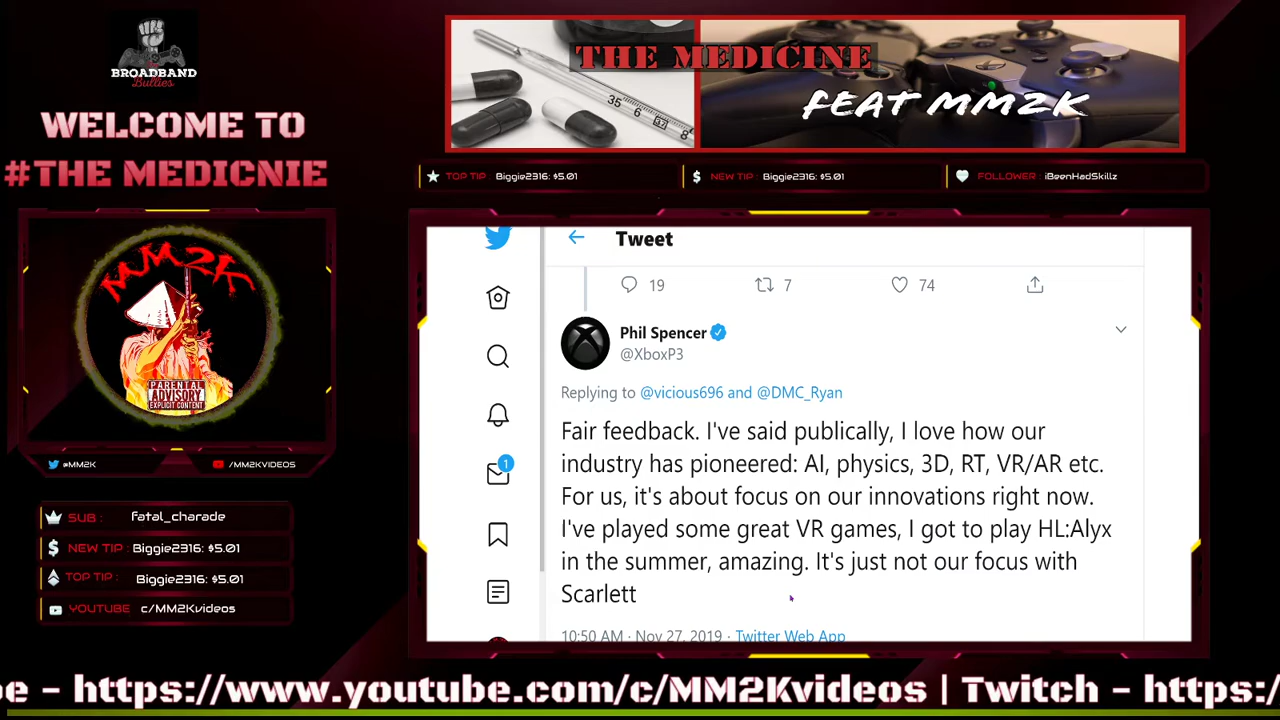 BROADBAND
Bullies
WELCOME TO
#THE MEDICNIE
THE MEDICINE
FEAT MM2K
35
6
37
8
TOP TIP : Biggie2316: $5.01
NEW TIP : Biggie2316: $5.01
FOLLOWER : iBeenHadSkillz
MM2K
PARENTAL
ADVISORY
EXPLICIT CONTENT
@MM2K
/MM2KVIDEOS
SUB : fatal_charade
NEW TIP : Biggie2316: $5.01
TOP TIP : Biggie2316: $5.01
YOUTUBE c/MM2Kvideos
Tweet
19 7 74
Phil Spencer
@XboxP3
Replying to @vicious696 and @DMC_Ryan
Fair feedback. I've said publically, I love how our
industry has pioneered: AI, physics, 3D, RT, VR/AR etc.
For us, it's about focus on our innovations right now.
I've played some great VR games, I got to play HL:Alyx
in the summer, amazing. It's just not our focus with
Scarlett
10:50 AM · Nov 27, 2019 · Twitter Web App
1
be - https://www.youtube.com/c/MM2Kvideos | Twitch - https:/